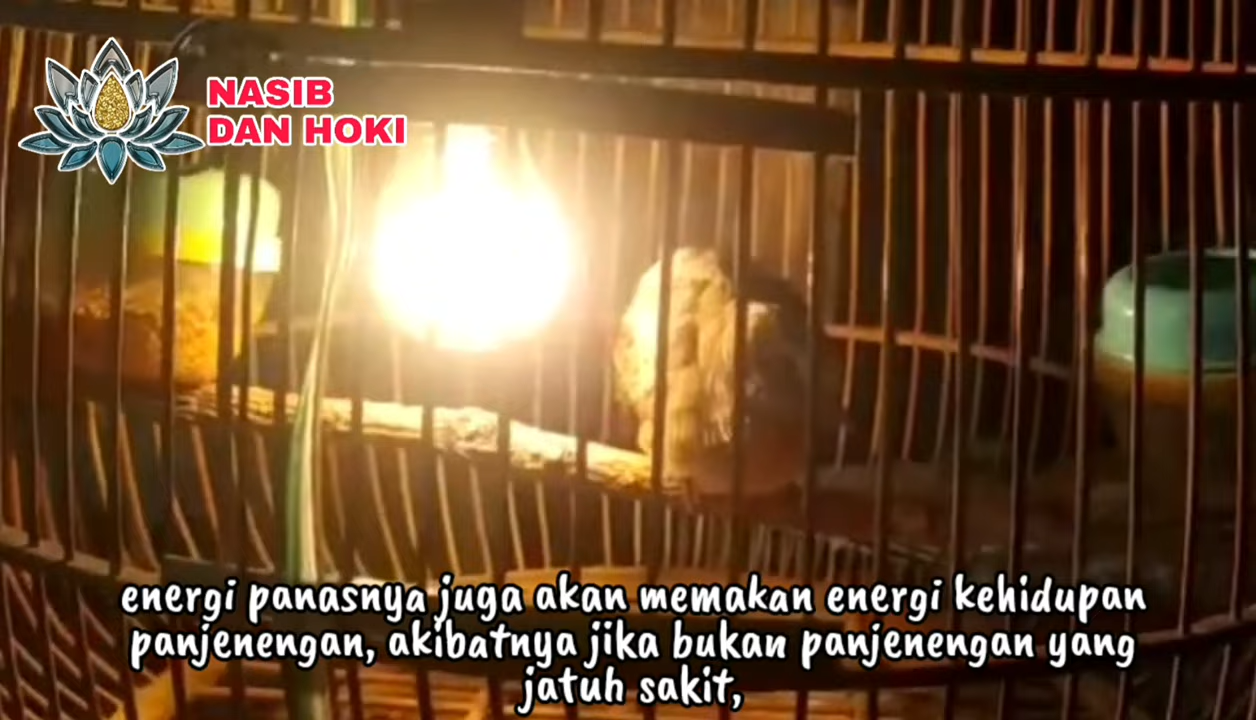 NASIB
DAN HOKI
energi panasnya juga akan memakan energi kehidupan
panjenengan, akibatnya jika bukan panjenengan yang
jatuh sakit,